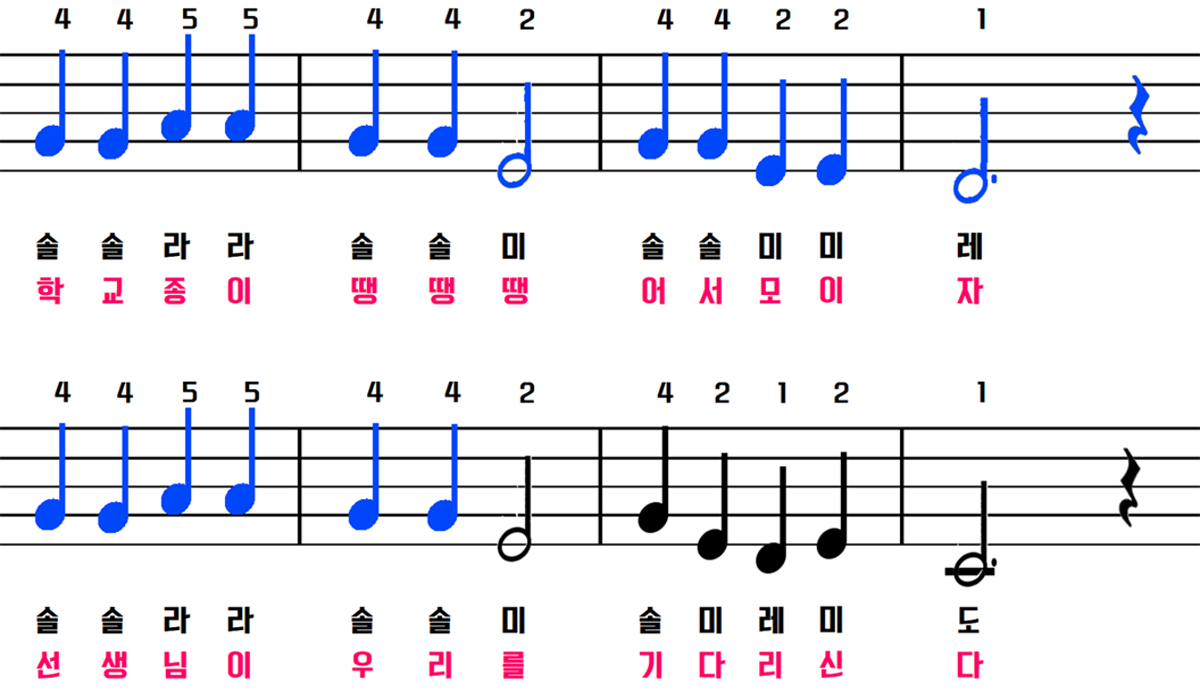 4 4 5 5 4 4 2 4 4 2 2 1
솔 솔 라 라 솔 솔 미 솔 솔 미 미 레
학 교 종 이 땡 땡 땡 어 서 모 이 자
4 4 5 5 4 4 2 4 2 1 2 1
솔 솔 라 라 솔 솔 미 솔 미 레 미 도
선 생 님 이 우 리 를 기 다 리 신 다